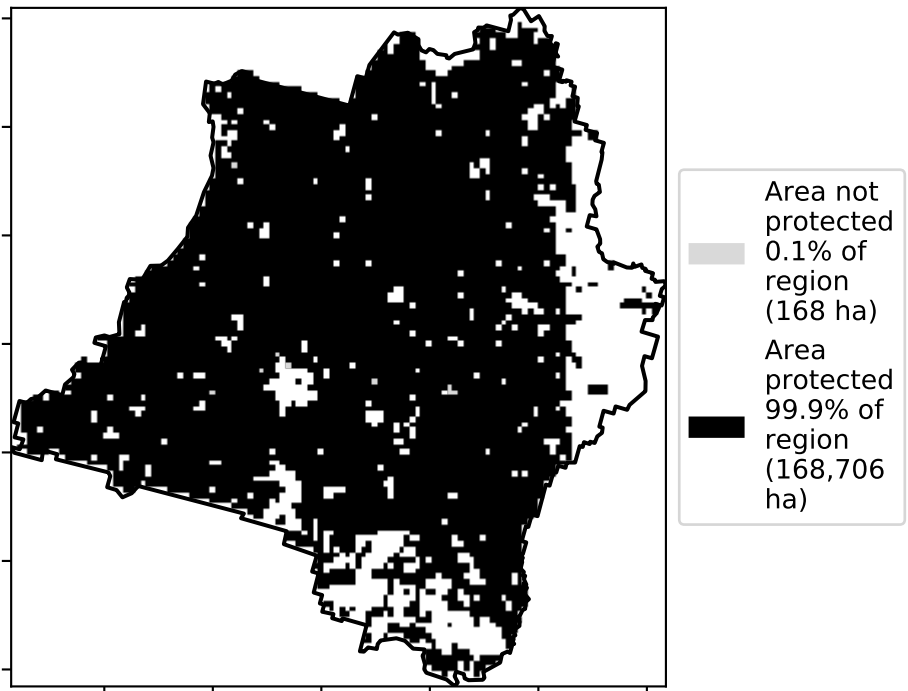 Area not
protected
0.1% of
region
(168 ha)
Area
protected
99.9% of
region
(168,706
ha)